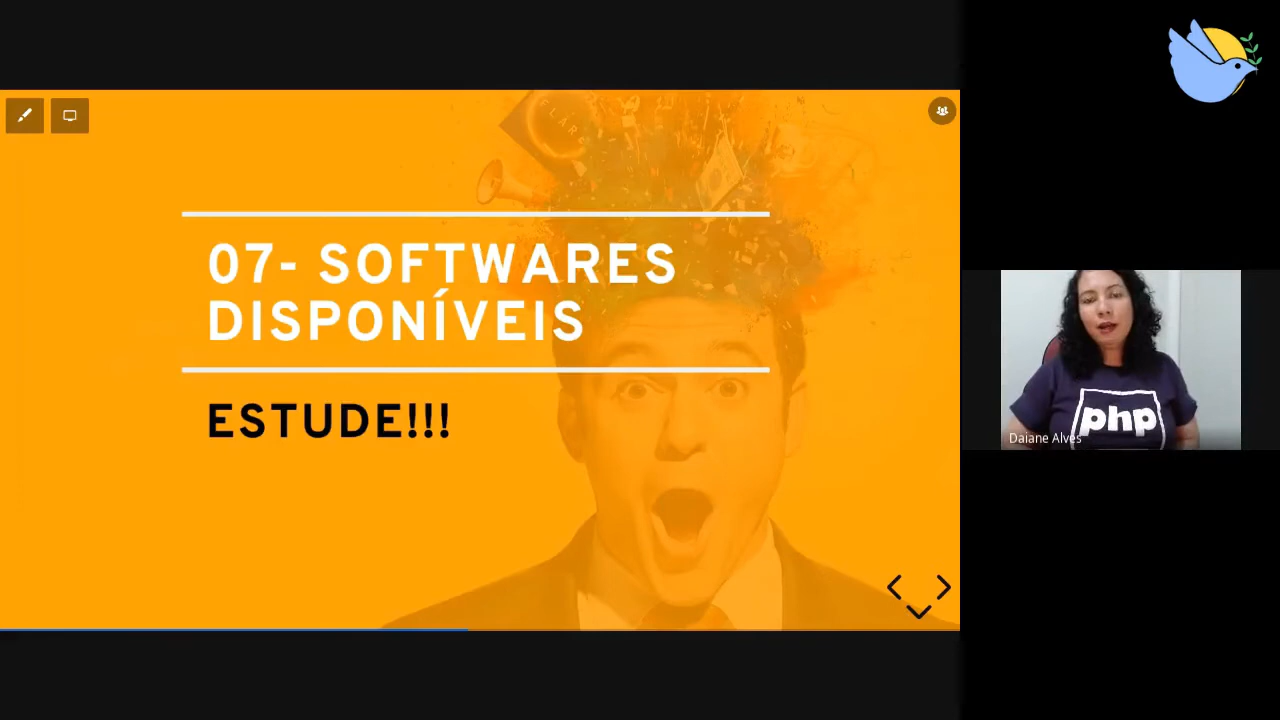 07- SOFTWARES
DISPONÍVEIS
ESTUDE!!!
php
Daiane Alves